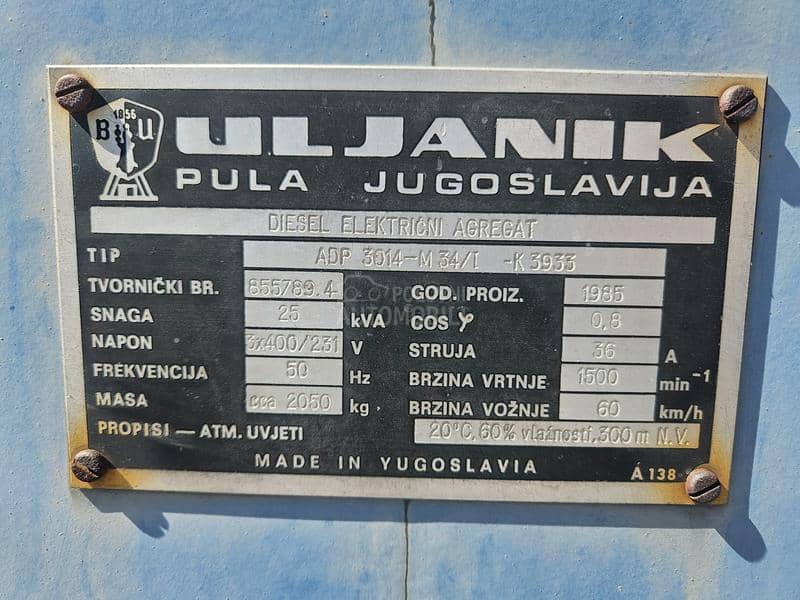 1856
B U
ULJANIK
PULA JUGOSLAVIJA
DIESEL ELEKTRIČNI AGREGAT
TIP ADP 3014-M 34/I -K 3933
TVORNIČKI BR. 855789.4 GOD. PROIZ. 1985
SNAGA 25 kVA COS φ 0,8
NAPON 3x400/231 V STRUJA 36 A
FREKVENCIJA 50 Hz BRZINA VRTNJE 1500 min⁻¹
MASA cca 2050 kg. BRZINA VOŽNJE 60 km/h
PROPISI — ATM. UVJETI 20°C, 60% vlažnosti, 300 m N.V.
MADE IN YUGOSLAVIA A 138